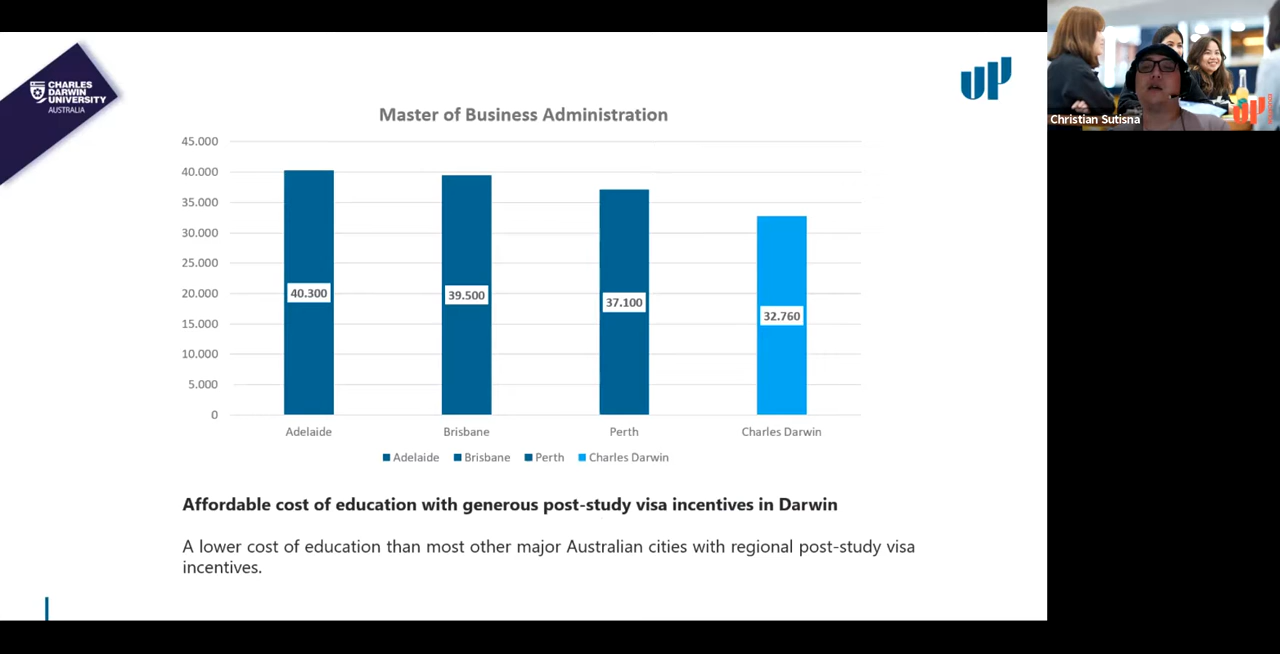 CHARLES
DARWIN
UNIVERSITY
AUSTRALIA
UP
Christian Sutisna
UP
Master of Business Administration
45.000
40.000
35.000
30.000
25.000
20.000
15.000
10.000
5.000
0
40.300
39.500
37.100
32.760
Adelaide Brisbane Perth Charles Darwin
Adelaide Brisbane Perth Charles Darwin
Affordable cost of education with generous post-study visa incentives in Darwin
A lower cost of education than most other major Australian cities with regional post-study visa
incentives.